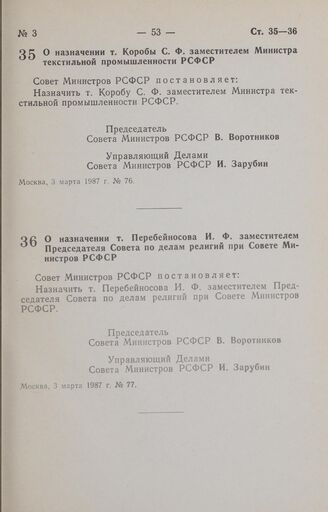 № 3 — 53 — Ст. 35—36
35 О назначении т. Коробы С. Ф. заместителем Министра
текстильной промышленности РСФСР
Совет Министров РСФСР постановляет:
Назначить т. Коробу С. Ф. заместителем Министра тек-
стильной промышленности РСФСР.
Председатель
Совета Министров РСФСР В. Воротников
Управляющий Делами
Совета Министров РСФСР И. Зарубин
Москва, 3 марта 1987 г. № 76.
36 О назначении т. Перебейносова И. Ф. заместителем
Председателя Совета по делам религий при Совете Ми-
нистров РСФСР
Совет Министров РСФСР постановляет:
Назначить т. Перебейносова И. Ф. заместителем Пред-
седателя Совета по делам религий при Совете Министров
РСФСР.
Председатель
Совета Министров РСФСР В. Воротников
Управляющий Делами
Совета Министров РСФСР И. Зарубин
Москва, 3 марта 1987 г. № 77.